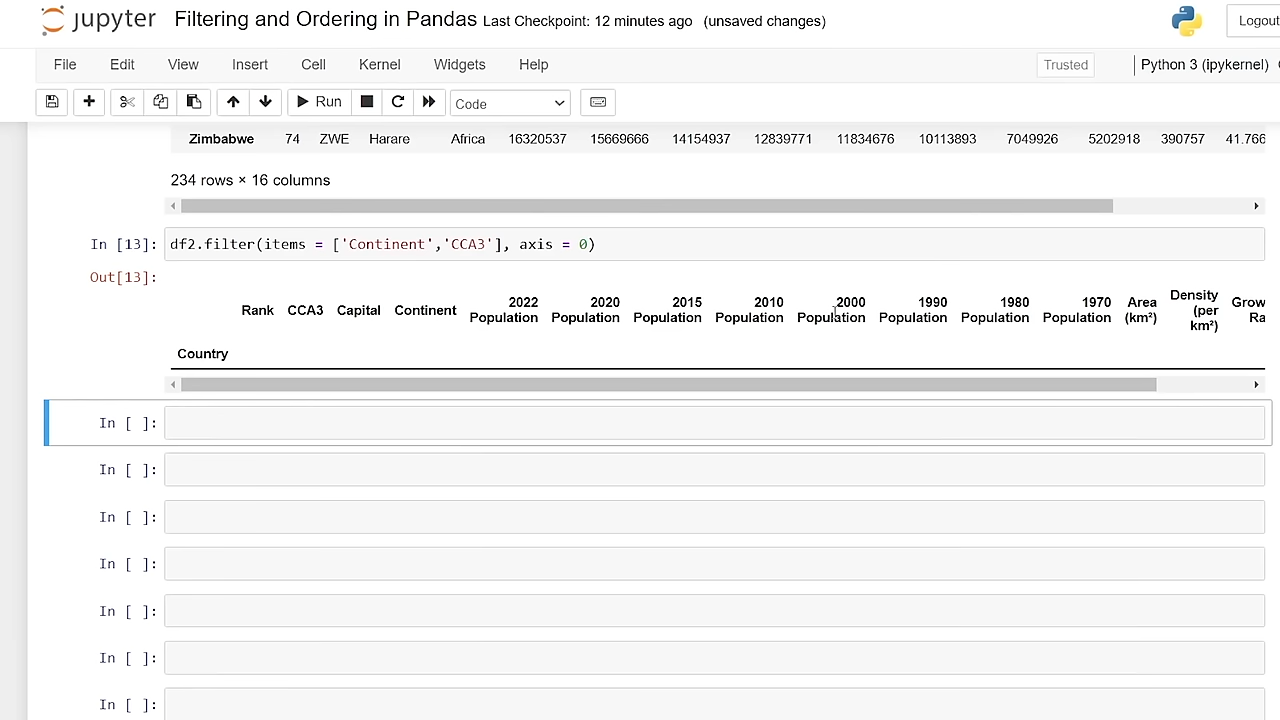 jupyter Filtering and Ordering in Pandas Last Checkpoint: 12 minutes ago (unsaved changes) Logout
File Edit View Insert Cell Kernel Widgets Help Trusted Python 3 (ipykernel)
Run Code
Zimbabwe 74 ZWE Harare Africa 16320537 15669666 14154937 12839771 11834676 10113893 7049926 5202918 390757 41.766
234 rows × 16 columns
In [13]: df2.filter(items = ['Continent','CCA3'], axis = 0)
Out[13]:
Rank CCA3 Capital Continent 2022 Population 2020 Population 2015 Population 2010 Population 2000 Population 1990 Population 1980 Population 1970 Population Area (km²) Density (per km²) Grow Ra
Country
In [ ]:
In [ ]:
In [ ]:
In [ ]:
In [ ]:
In [ ]:
In [ ]: